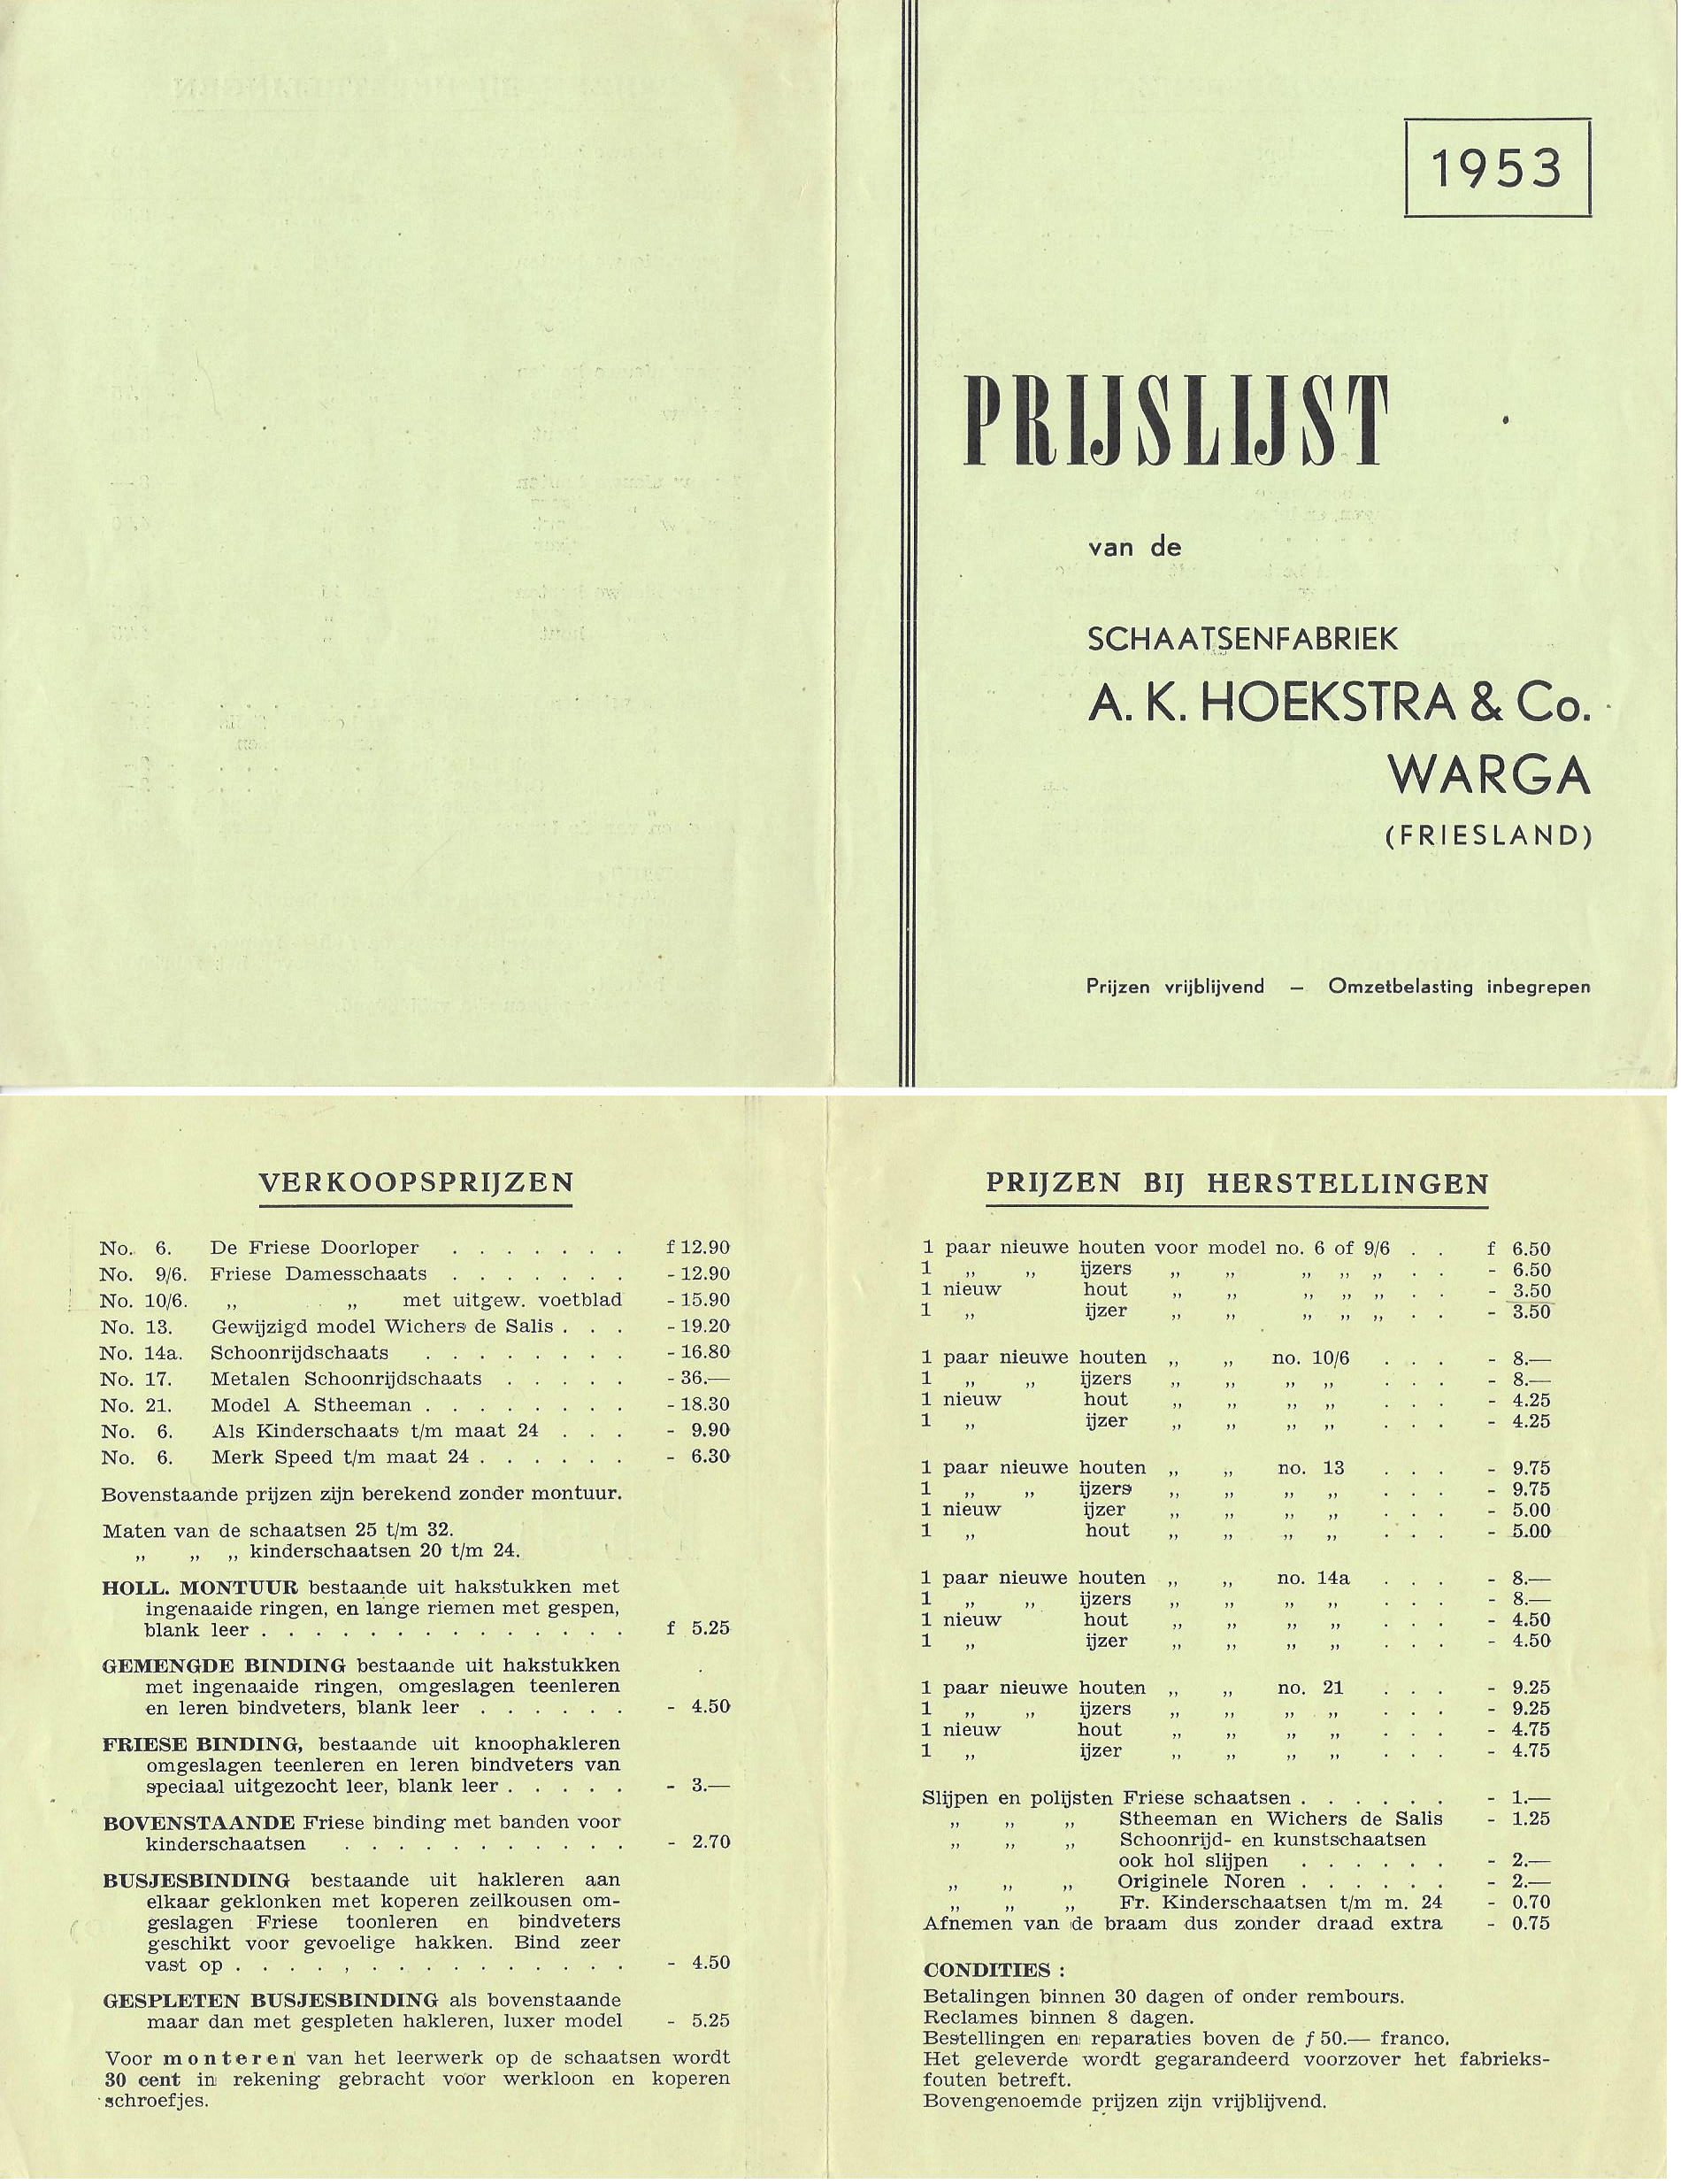 1953
PRIJSLIJST
van de
SCHAATSENFABRIEK
A. K. HOEKSTRA & Co.
WARGA
(FRIESLAND)
Prijzen vrijblijvend — Omzetbelasting inbegrepen
VERKOOPSPRIJZEN
No. 6. De Friese Doorloper . . . . . . . f 12.90
No. 9/6. Friese Damesschaats . . . . . . . - 12.90
No. 10/6. „ „ met uitgew. voetblad - 15.90
No. 13. Gewijzigd model Wichers de Salis . . . - 19.20
No. 14a. Schoonrijdschaats . . . . . . . . - 16.80
No. 17. Metalen Schoonrijdschaats . . . . . - 36.—
No. 21. Model A Stheeman . . . . . . . . - 18.30
No. 6. Als Kinderschaats t/m maat 24 . . . - 9.90
No. 6. Merk Speed t/m maat 24 . . . . . . - 6.30
Bovenstaande prijzen zijn berekend zonder montuur.
Maten van de schaatsen 25 t/m 32.
„ „ „ kinderschaatsen 20 t/m 24.
HOLL. MONTUUR bestaande uit hakstukken met
ingenaaide ringen, en lange riemen met gespen,
blank leer . . . . . . . . . . . . . . f 5.25
GEMENGDE BINDING bestaande uit hakstukken
met ingenaaide ringen, omgeslagen teenleren
en leren bindveters, blank leer . . . . . . - 4.50
FRIESE BINDING, bestaande uit knoophakleren
omgeslagen teenleren en leren bindveters van
speciaal uitgezocht leer, blank leer . . . . . - 3.—
BOVENSTAANDE Friese binding met banden voor
kinderschaatsen . . . . . . . . . . . - 2.70
BUSJESBINDING bestaande uit hakleren aan
elkaar geklonken met koperen zeilkousen om-
geslagen Friese toonleren en bindveters
geschikt voor gevoelige hakken. Bind zeer
vast op . . . . , . . . . . . . . . . - 4.50
GESPLETEN BUSJESBINDING als bovenstaande
maar dan met gespleten hakleren, luxer model - 5.25
Voor monteren van het leerwerk op de schaatsen wordt
30 cent in rekening gebracht voor werkloon en koperen
schroefjes.
PRIJZEN BIJ HERSTELLINGEN
1 paar nieuwe houten voor model no. 6 of 9/6 . . f 6.50
1 „ „ ijzers „ „ „ „ „ . . - 6.50
1 nieuw hout „ „ „ „ „ . . - 3.50
1 „ ijzer „ „ „ „ „ . . - 3.50
1 paar nieuwe houten „ „ no. 10/6 . . . - 8.—
1 „ „ ijzers „ „ „ „ . . . - 8.—
1 nieuw hout „ „ „ „ . . . - 4.25
1 „ ijzer „ „ „ „ . . . - 4.25
1 paar nieuwe houten „ „ no. 13 . . . - 9.75
1 „ „ ijzers „ „ „ „ . . . - 9.75
1 nieuw ijzer „ „ „ „ . . . - 5.00
1 „ hout „ „ „ „ . . . - 5.00
1 paar nieuwe houten „ „ no. 14a . . . - 8.—
1 „ „ ijzers „ „ „ „ . . . - 8.—
1 nieuw hout „ „ „ „ . . . - 4.50
1 „ ijzer „ „ „ „ . . . - 4.50
1 paar nieuwe houten „ „ no. 21 . . . - 9.25
1 „ „ ijzers „ „ „ „ . . . - 9.25
1 nieuw hout „ „ „ „ . . . - 4.75
1 „ ijzer „ „ „ „ . . . - 4.75
Slijpen en polijsten Friese schaatsen . . . . . . - 1.—
„ „ „ Stheeman en Wichers de Salis - 1.25
„ „ „ Schoonrijd- en kunstschaatsen
ook hol slijpen . . . . . . - 2.—
„ „ „ Originele Noren . . . . . . - 2.—
„ „ „ Fr. Kinderschaatsen t/m m. 24 - 0.70
Afnemen van de braam dus zonder draad extra - 0.75
CONDITIES :
Betalingen binnen 30 dagen of onder rembours.
Reclames binnen 8 dagen.
Bestellingen en reparaties boven de f 50.— franco.
Het geleverde wordt gegarandeerd voorzover het fabrieks-
fouten betreft.
Bovengenoemde prijzen zijn vrijblijvend.